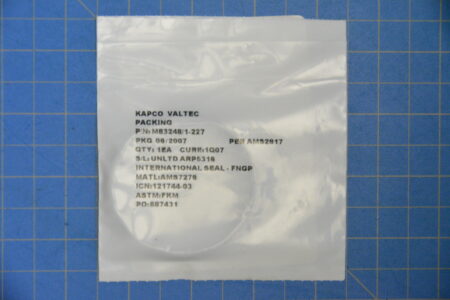 KAPCO VALTEC
PACKING
P/N: M83248/1-227
PKG 06/2007 PER AMS2817
QTY: 1EA CURE:1Q07
S/L: UNLTD ARP5316
INTERNATIONAL SEAL - FNGP
MATL:AMS7276
ICN:121744-03
ASTM:FKM
PO:887431